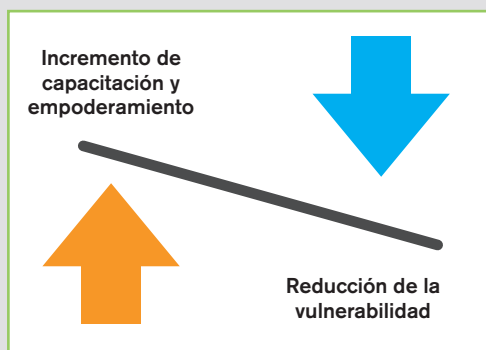 Incremento de
capacitación y
empoderamiento
Reducción de la
vulnerabilidad